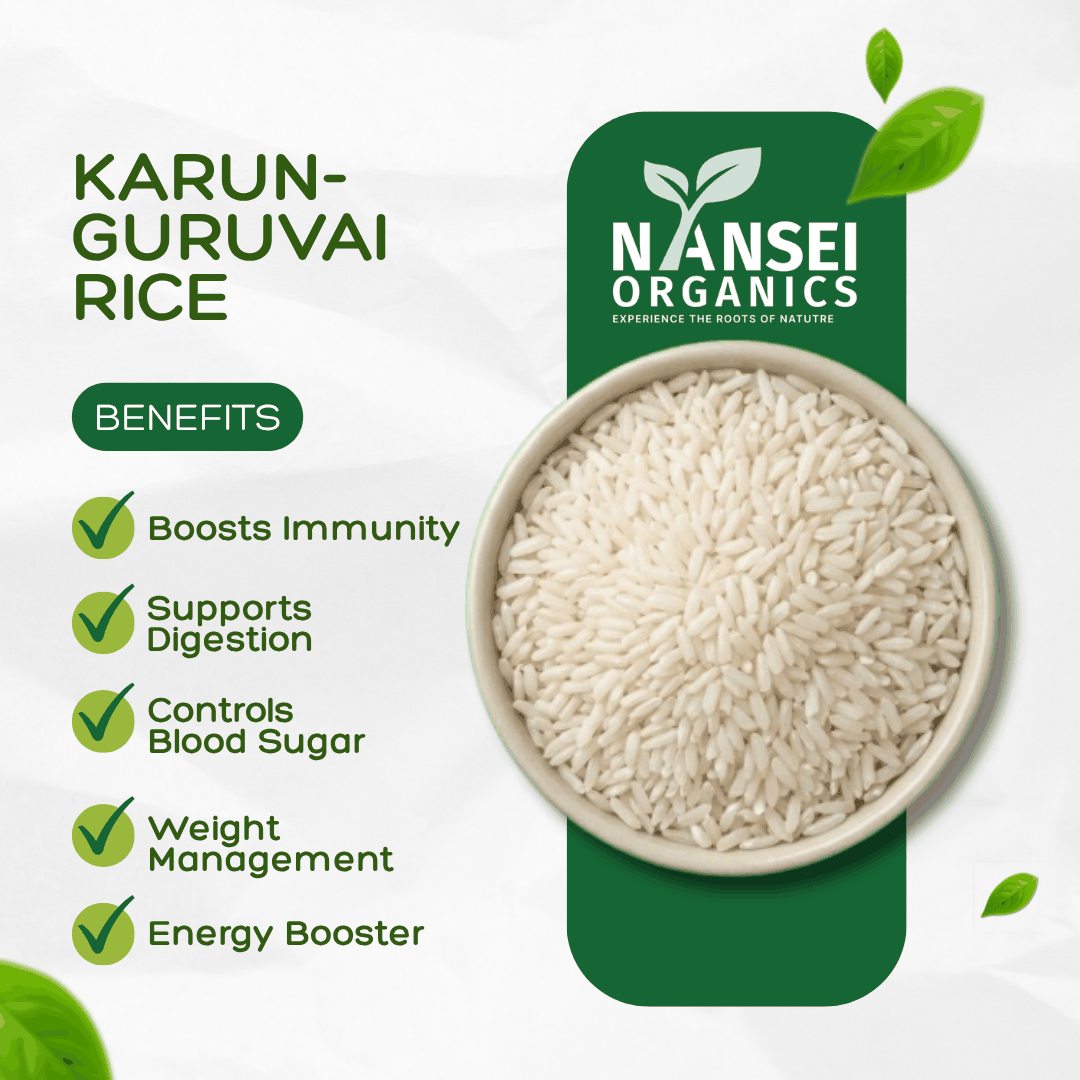 KARUN-
GURUVAI
RICE
BENEFITS
Boosts Immunity
Supports
Digestion
Controls
Blood Sugar
Weight
Management
Energy Booster
NANSEI
ORGANICS
EXPERIENCE THE ROOTS OF NATUTRE